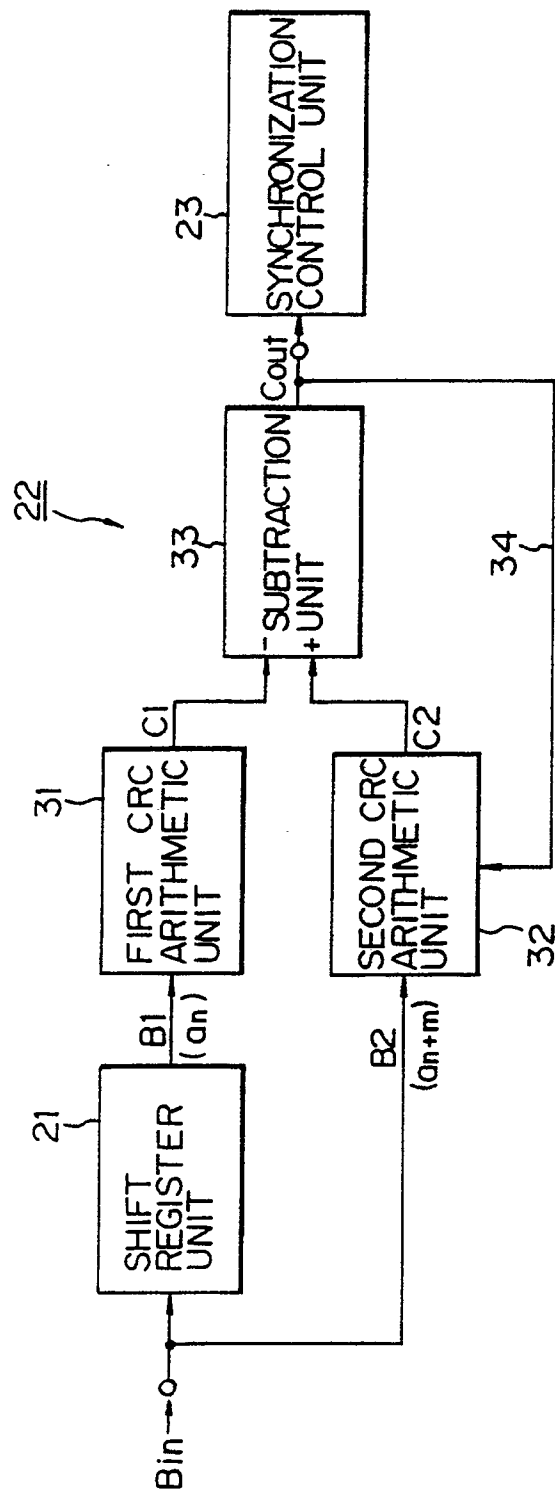 Bin
21
SHIFT
REGISTER
UNIT
B1
(an)
B2
(an+m)
31
FIRST CRC
ARITHMETIC
UNIT
C1
SECOND CRC
ARITHMETIC
UNIT
32
C2
22
33
-
SUBTRACTION
+
UNIT
Cout
34
23
SYNCHRONIZATION
CONTROL
UNIT